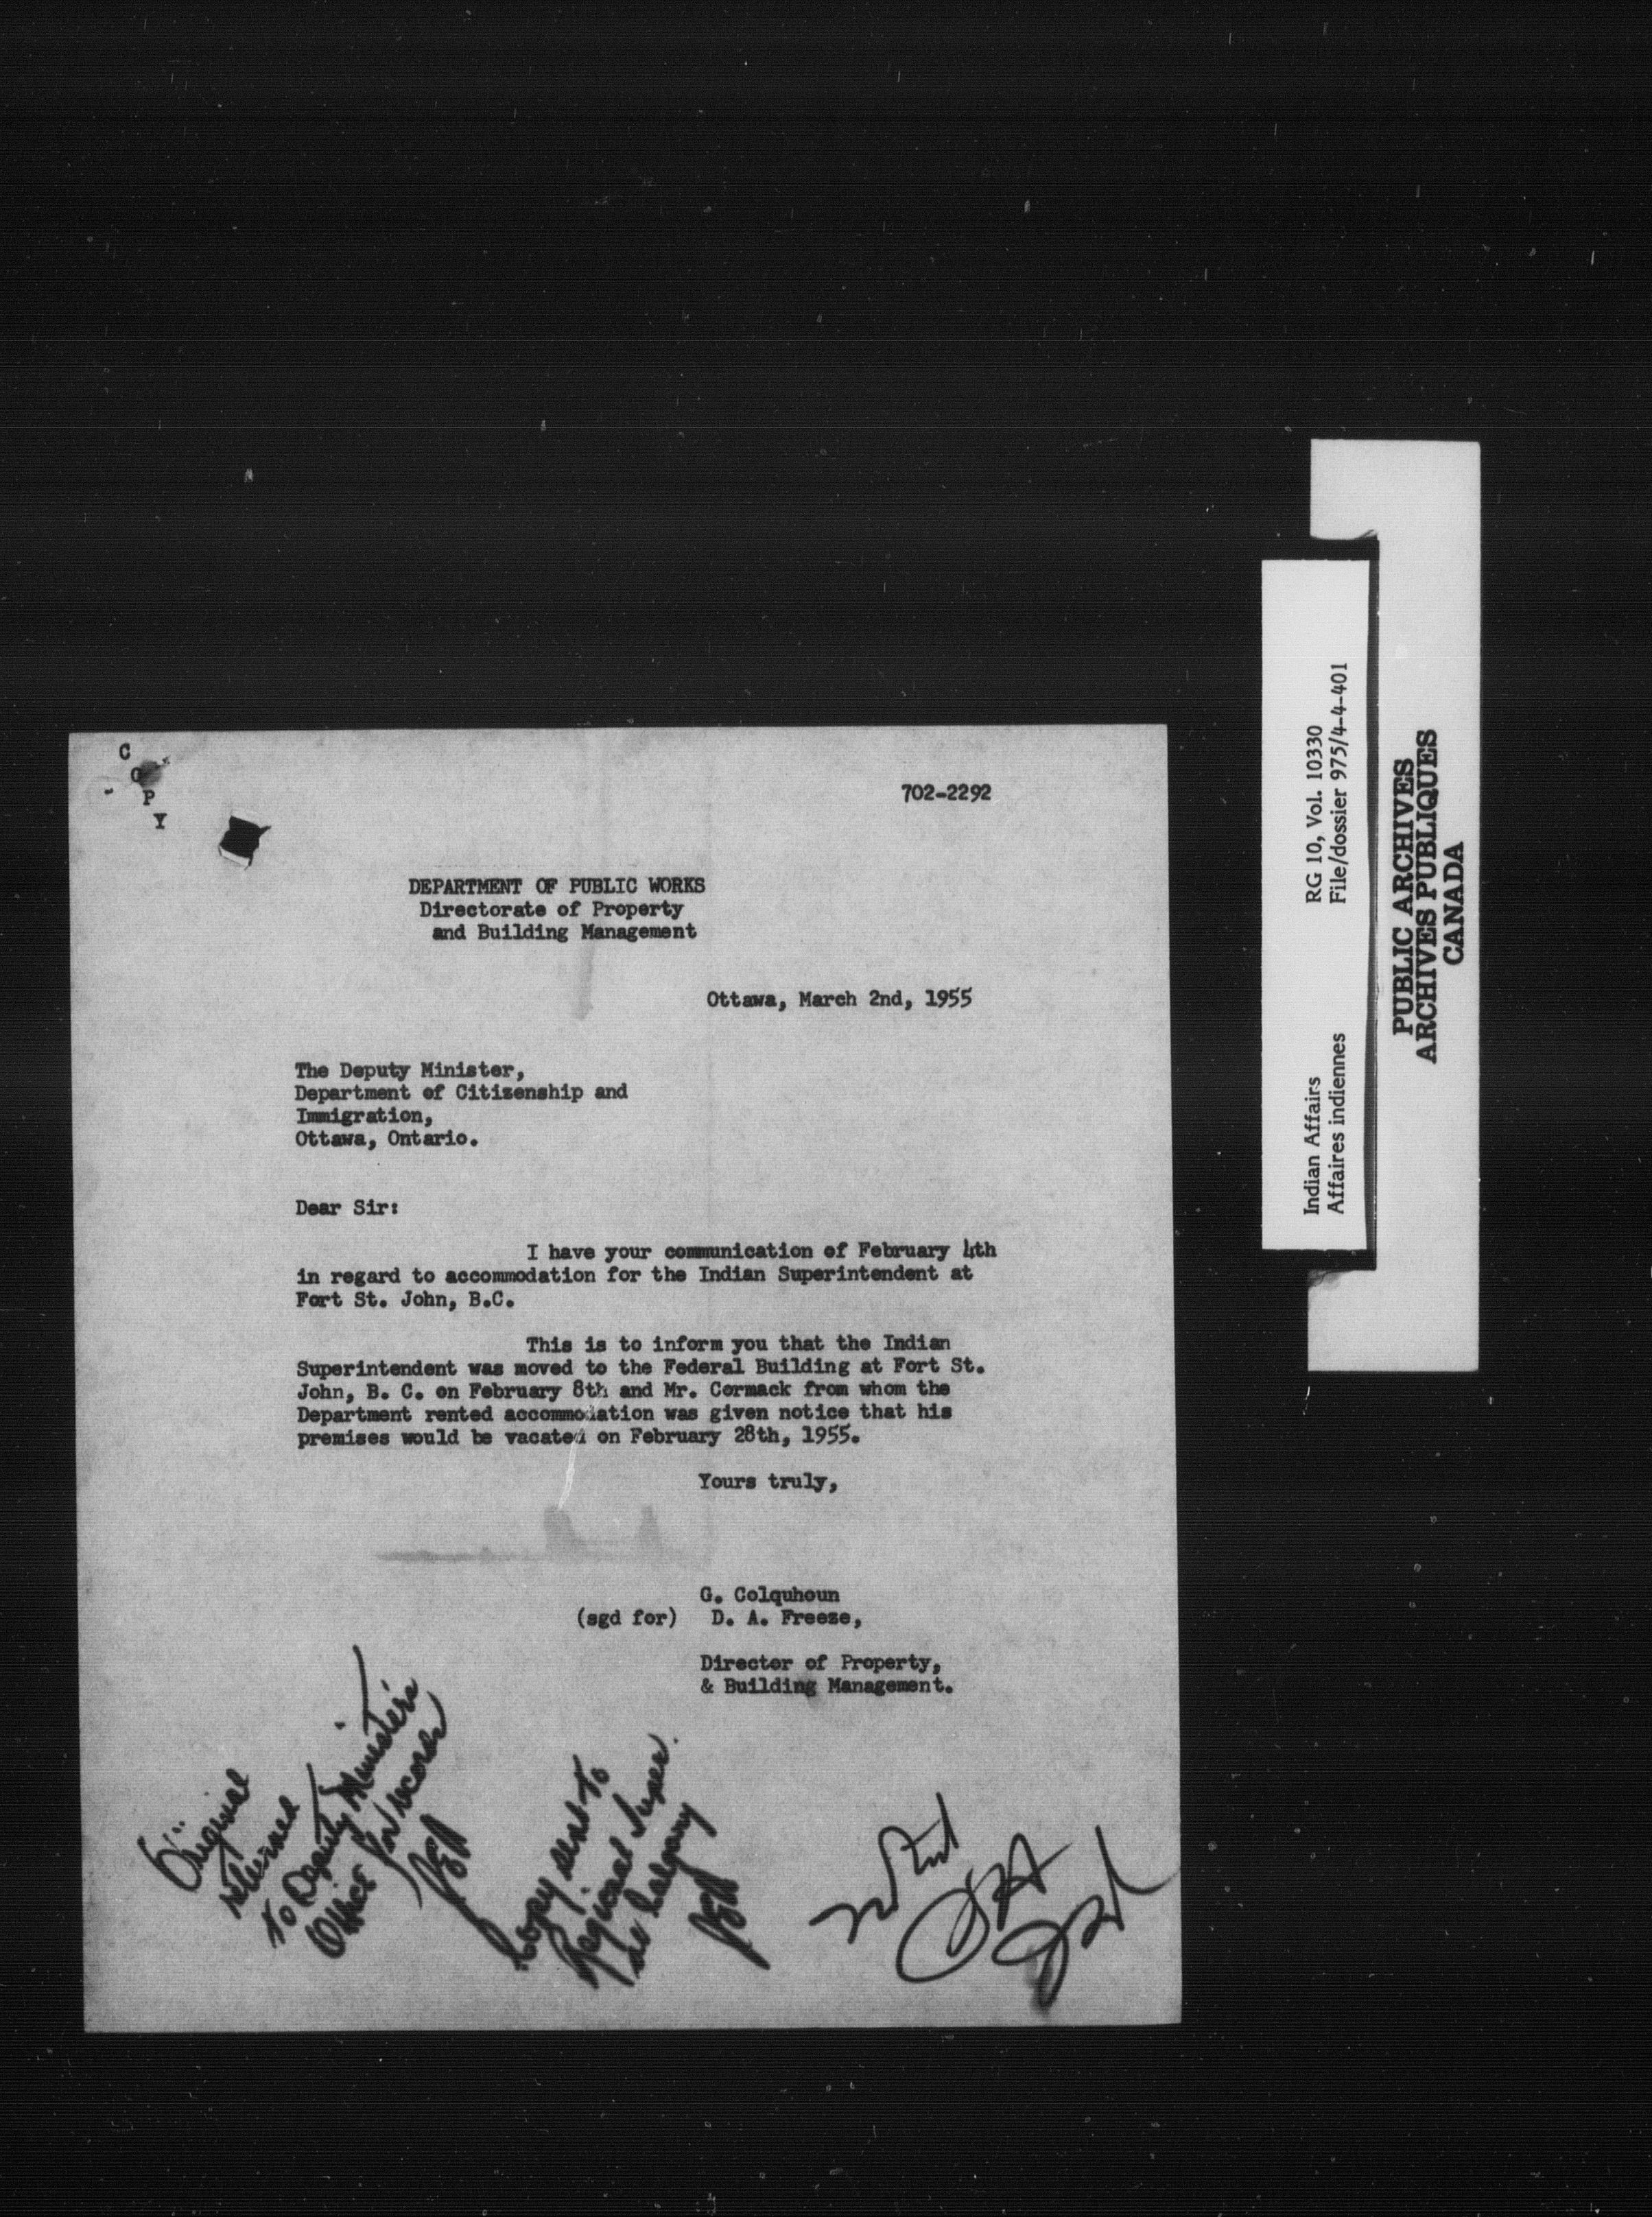 C
O
P
Y
702-2292
DEPARTMENT OF PUBLIC WORKS
Directorate of Property
and Building Management
Ottawa, March 2nd, 1955
The Deputy Minister,
Department of Citizenship and
Immigration,
Ottawa, Ontario.
Dear Sir:
I have your communication of February 4th
in regard to accommodation for the Indian Superintendent at
Fort St. John, B.C.
This is to inform you that the Indian
Superintendent was moved to the Federal Building at Fort St.
John, B. C. on February 8th and Mr. Cormack from whom the
Department rented accommodation was given notice that his
premises would be vacated on February 28th, 1955.
Yours truly,
G. Colquhoun
(sgd for) D. A. Freeze,
Director of Property,
& Building Management.
Original
returned
to Deputy Minister's
Office for record
Copy sent to
Regional Super.
at Calgary
Indian Affairs RG 10, Vol. 10330
Affaires indiennes File/dossier 975/4-4-401
PUBLIC ARCHIVES
ARCHIVES PUBLIQUES
CANADA